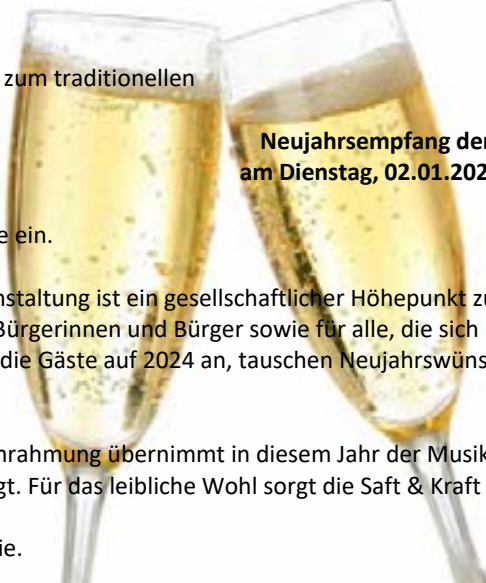 zum traditionellen
Neujahrsempfang der
am Dienstag, 02.01.202
e ein.
nstaltung ist ein gesellschaftlicher Höhepunkt zu
Bürgerinnen und Bürger sowie für alle, die sich
die Gäste auf 2024 an, tauschen Neujahrswüns
nrahmung übernimmt in diesem Jahr der Musik
gt. Für das leibliche Wohl sorgt die Saft & Kraft
ie.